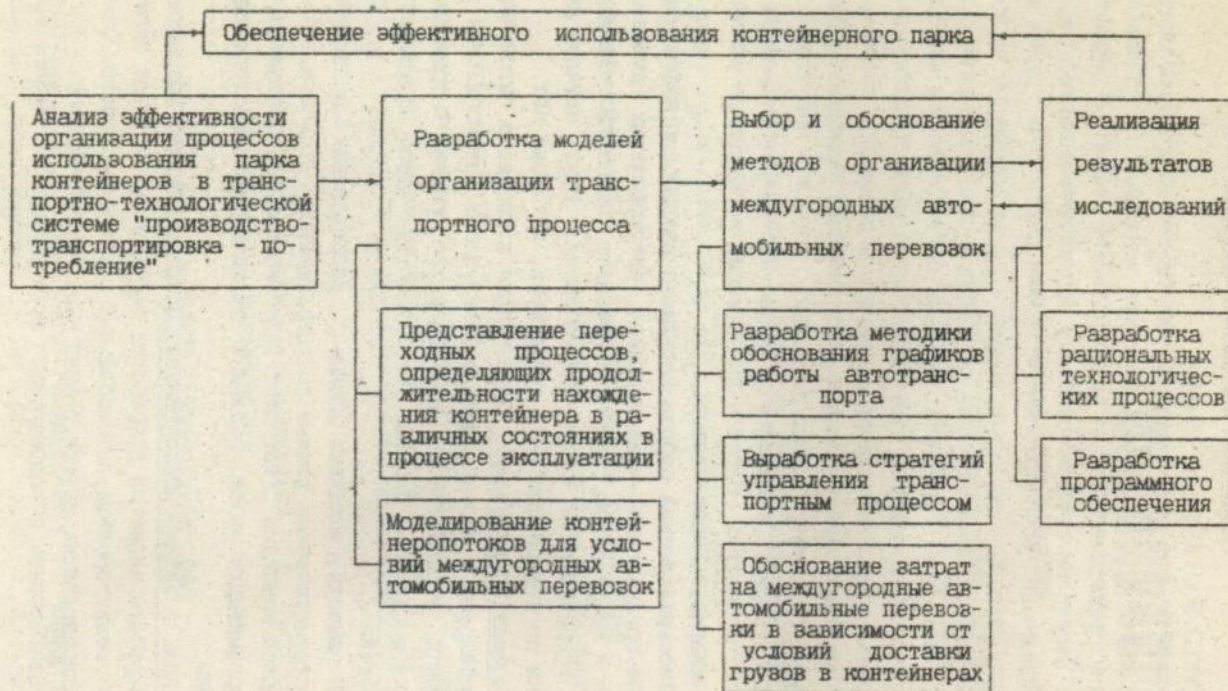 Обеспечение эффективного использования контейнерного парка
Анализ эффективности
организации процессов
использования парка
контейнеров в транс-
портно-технологической
системе "производство-
транспортировка - по-
требление"
Разработка моделей
организации транс-
портного процесса
Представление пере-
ходных процессов,
определяющих продол-
жительности нахожде-
ния контейнера в ра-
зличных состояниях в
процессе эксплуатации
Моделирование контей-
неропотоков для усло-
вий междугородных ав-
томобильных перевозок
Выбор и обоснование
методов организации
междугородных авто-
мобильных перевозок
Разработка методики
обоснования графиков
работы автотранс-
порта
Выработка стратегий
управления транс-
портным процессом
Обоснование затрат
на междугородные ав-
томобильные перевоз-
ки в зависимости от
условий доставки
грузов в контейнерах
Реализация
результатов
исследований
Разработка
рациональных
технологичес-
ких процессов
Разработка
программного
обеспечения